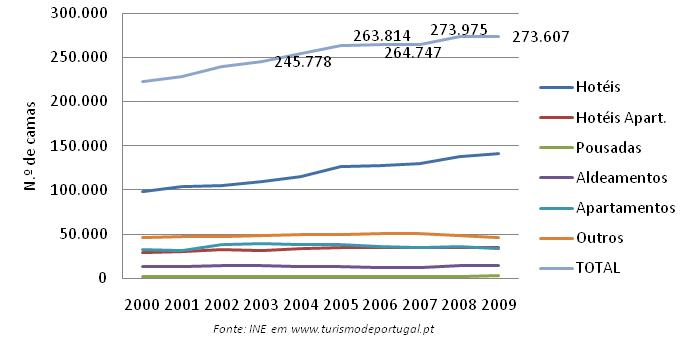 300.000
250.000
200.000
150.000
100.000
50.000
0
N.º de camas
245.778
263.814
264.747
273.975
273.607
2000 2001 2002 2003 2004 2005 2006 2007 2008 2009
Hotéis
Hotéis Apart.
Pousadas
Aldeamentos
Apartamentos
Outros
TOTAL
Fonte: INE em www.turismodeportugal.pt